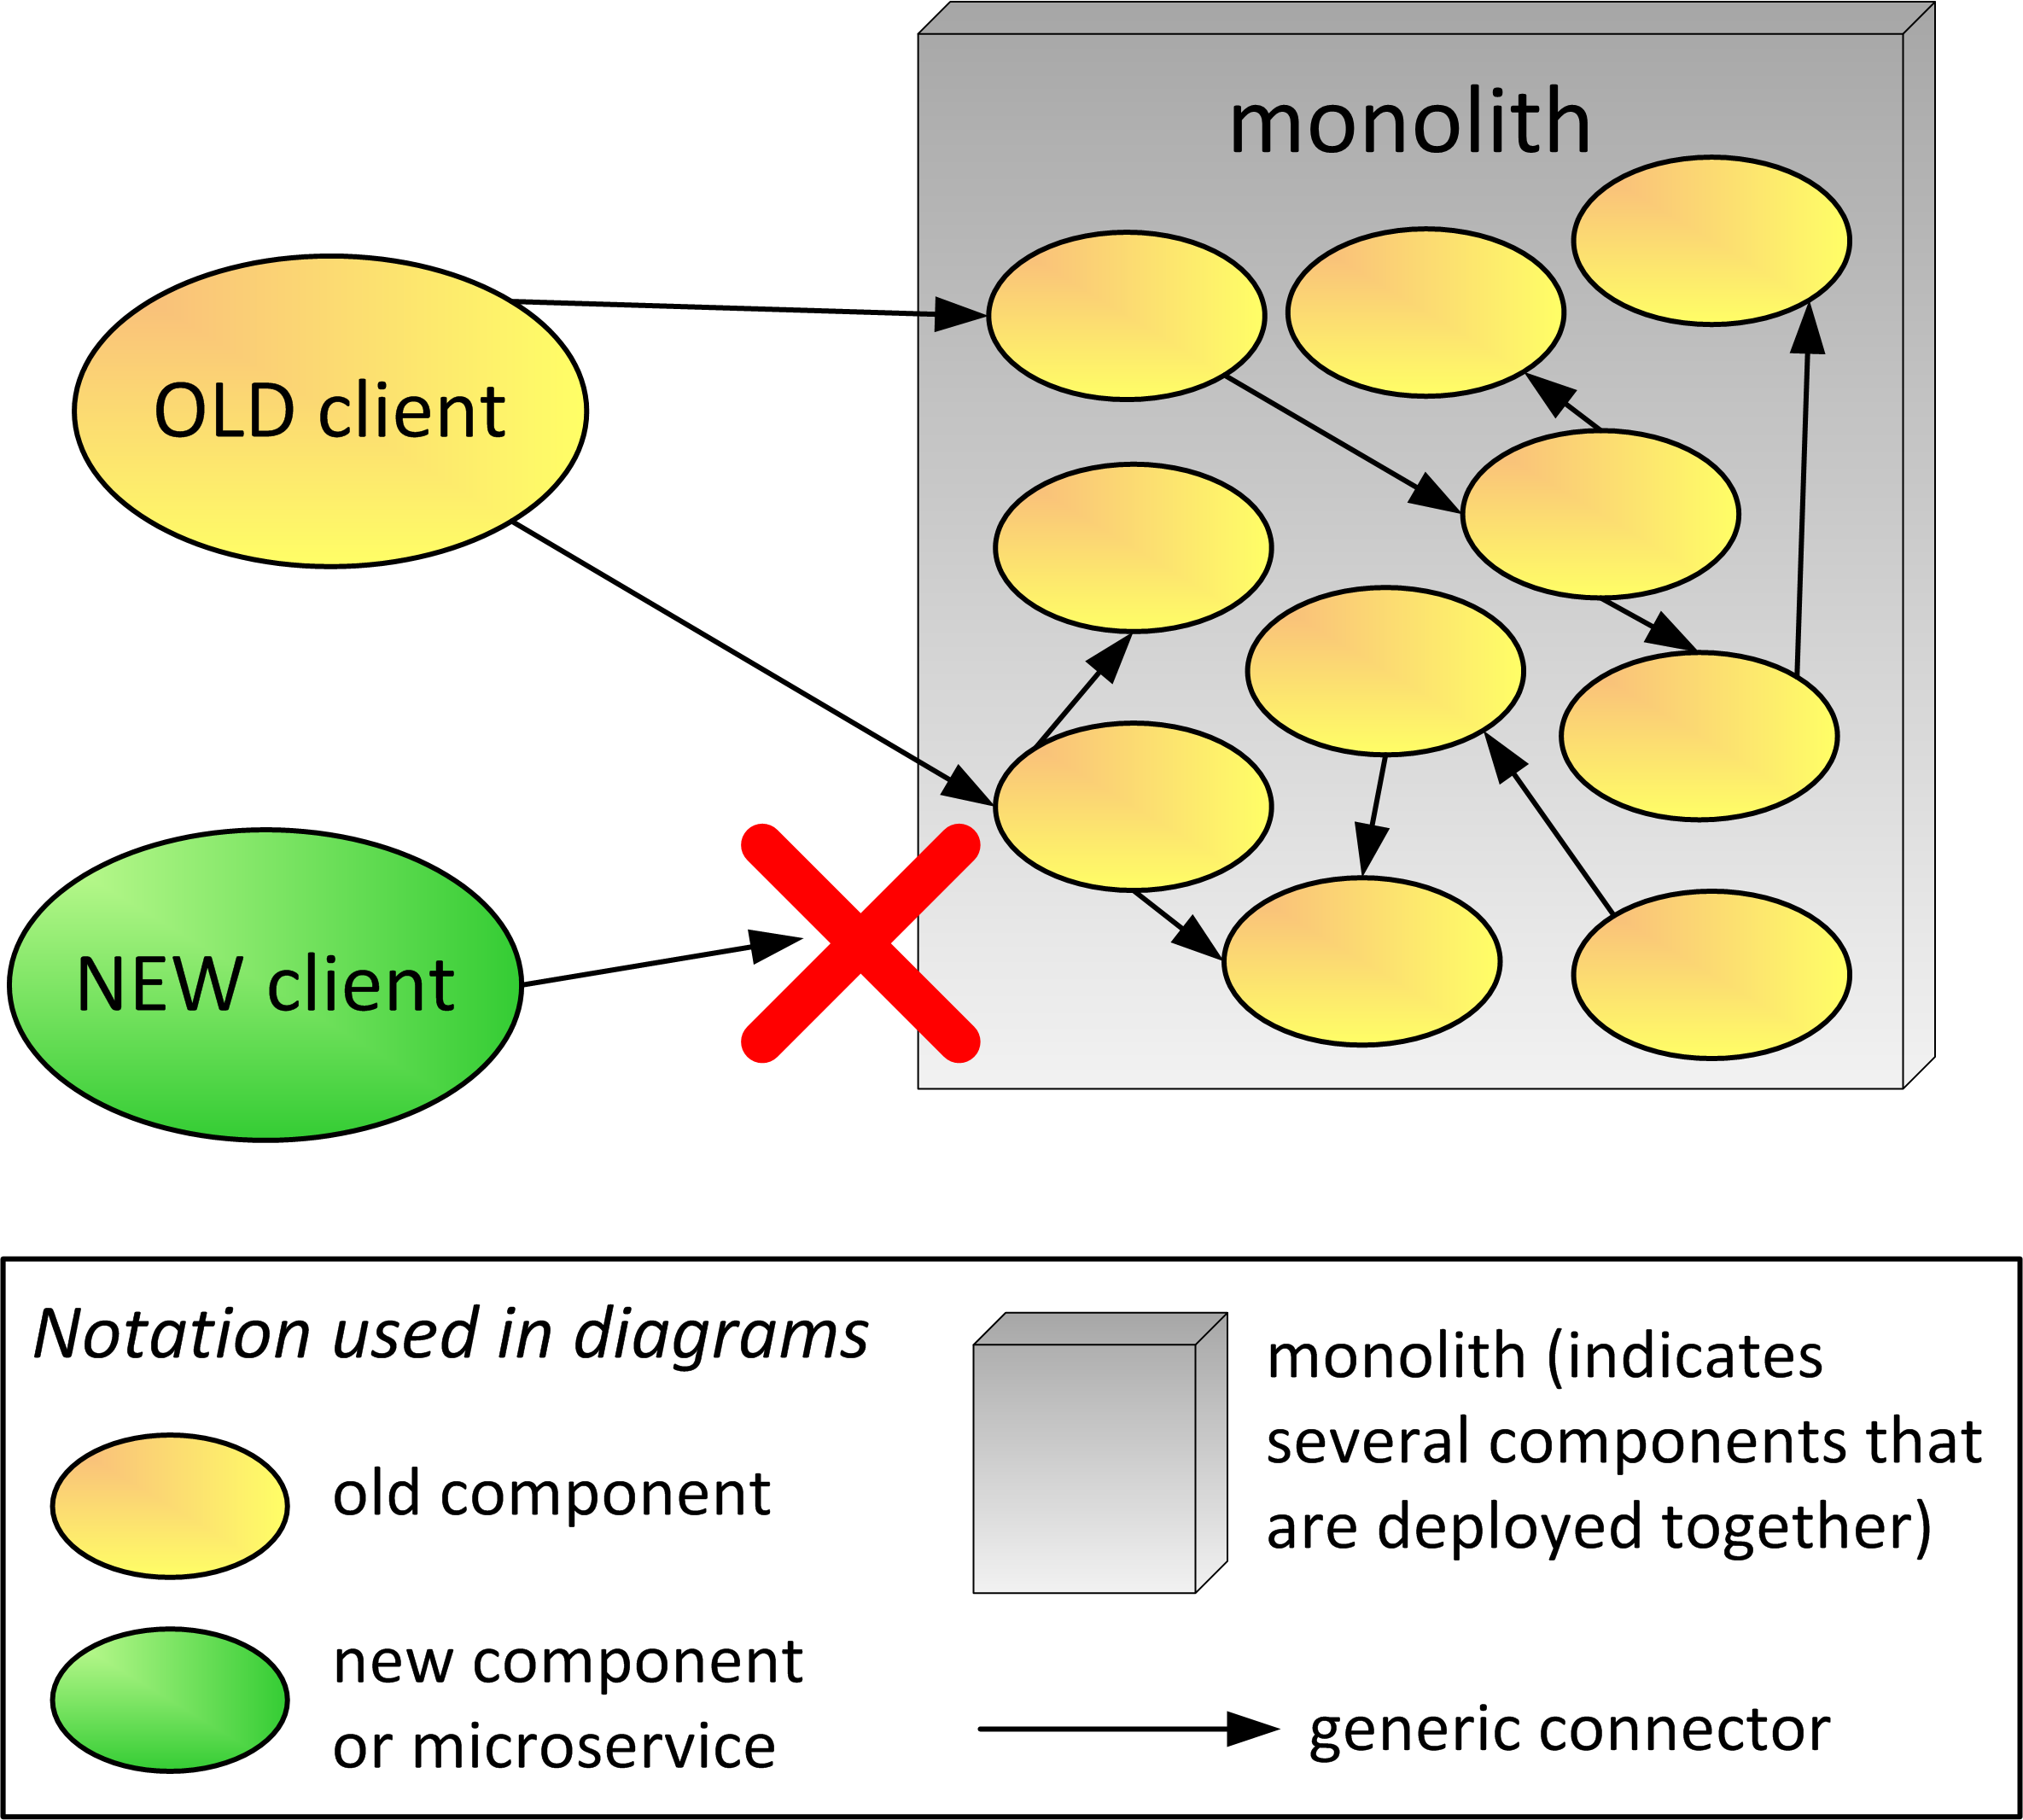 monolith
OLD client
NEW client
Notation used in diagrams
old component
new component
or microservice
monolith (indicates
several components that
are deployed together)
generic connector